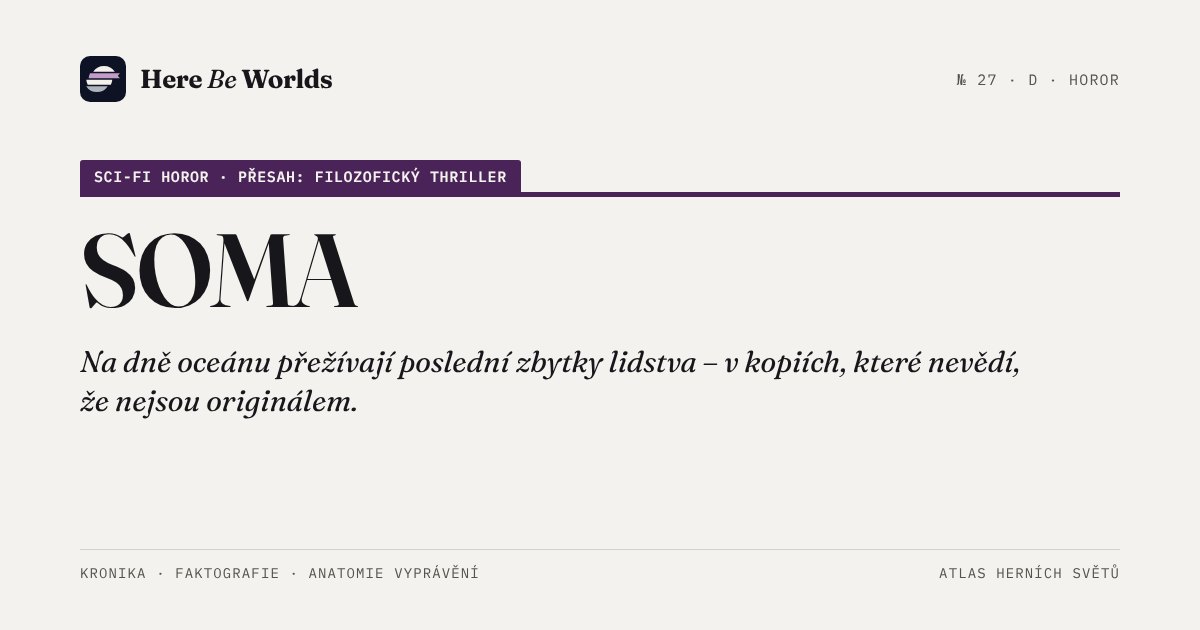 Here Be Worlds
№ 27 · D · HOROR
SCI-FI HOROR · PŘESAH: FILOZOFICKÝ THRILLER
SOMA
Na dně oceánu přežívají poslední zbytky lidstva – v kopiích, které nevědí,
že nejsou originálem.
KRONIKA · FAKTOGRAFIE · ANATOMIE VYPRÁVĚNÍ
ATLAS HERNÍCH SVĚTŮ